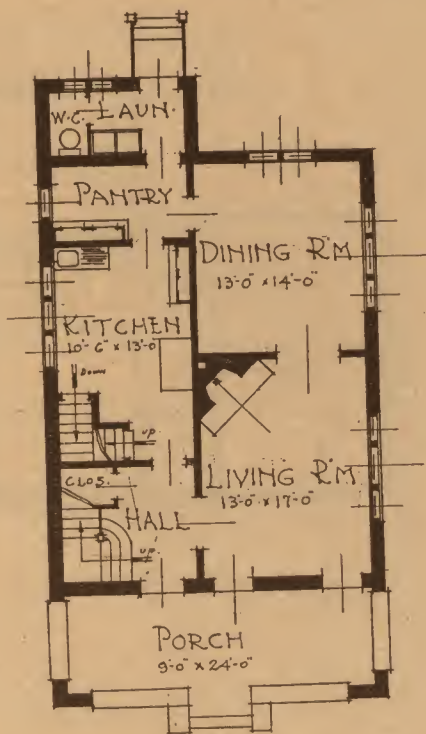 W.C. LAUN.
PANTRY
DINING R'M
13'-0" x 14'-0"
KITCHEN
10'-6" x 13'-0"
Down
up
CLOS.
LIVING R'M
13'-0" x 17'-0"
HALL
up.
PORCH
9'-0" x 24'-0"